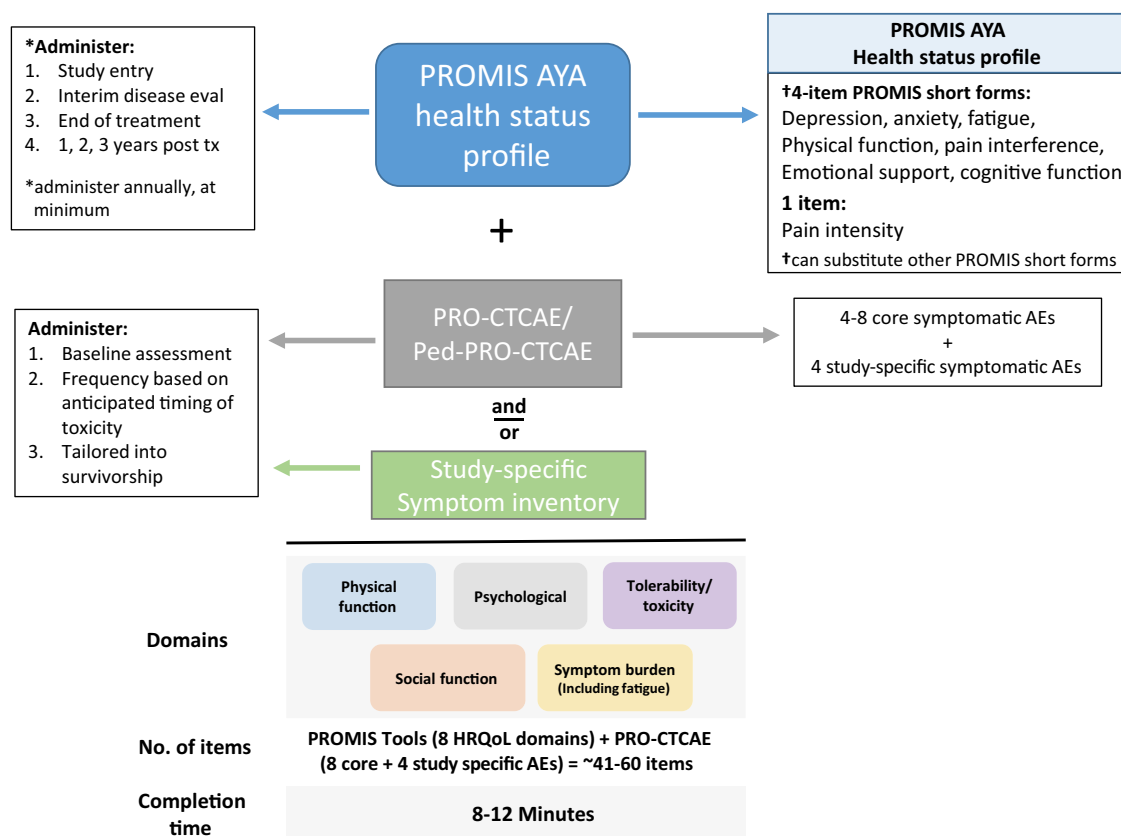 *Administer:
1. Study entry
2. Interim disease eval
3. End of treatment
4. 1, 2, 3 years post tx
*administer annually, at
minimum
PROMIS AYA
health status
profile
PROMIS AYA
Health status profile
†4-item PROMIS short forms:
Depression, anxiety, fatigue,
Physical function, pain interference,
Emotional support, cognitive function
1 item:
Pain intensity
†can substitute other PROMIS short forms
+
Administer:
1. Baseline assessment
2. Frequency based on
anticipated timing of
toxicity
3. Tailored into
survivorship
PRO-CTCAE/
Ped-PRO-CTCAE
4-8 core symptomatic AEs
+
4 study-specific symptomatic AEs
and
or
Study-specific
Symptom inventory
Domains
Physical
function
Psychological
Tolerability/
toxicity
Social function
Symptom burden
(Including fatigue)
No. of items
PROMIS Tools (8 HRQoL domains) + PRO-CTCAE
(8 core + 4 study specific AEs) = ~41-60 items
Completion
time
8-12 Minutes